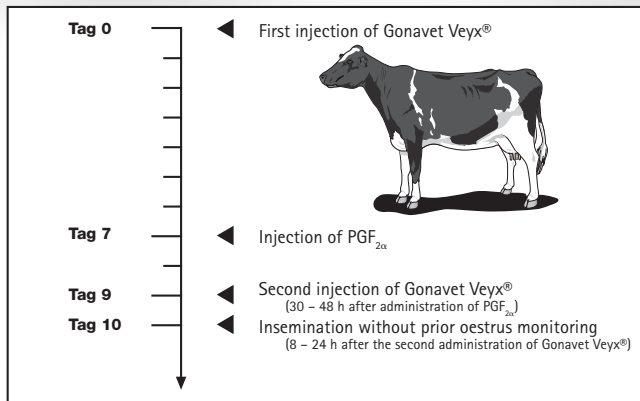 Tag 0 First injection of Gonavet Veyx®
Tag 7 Injection of PGF2α
Tag 9 Second injection of Gonavet Veyx®
(30 – 48 h after administration of PGF2α)
Tag 10 Insemination without prior oestrus monitoring
(8 – 24 h after the second administration of Gonavet Veyx®)